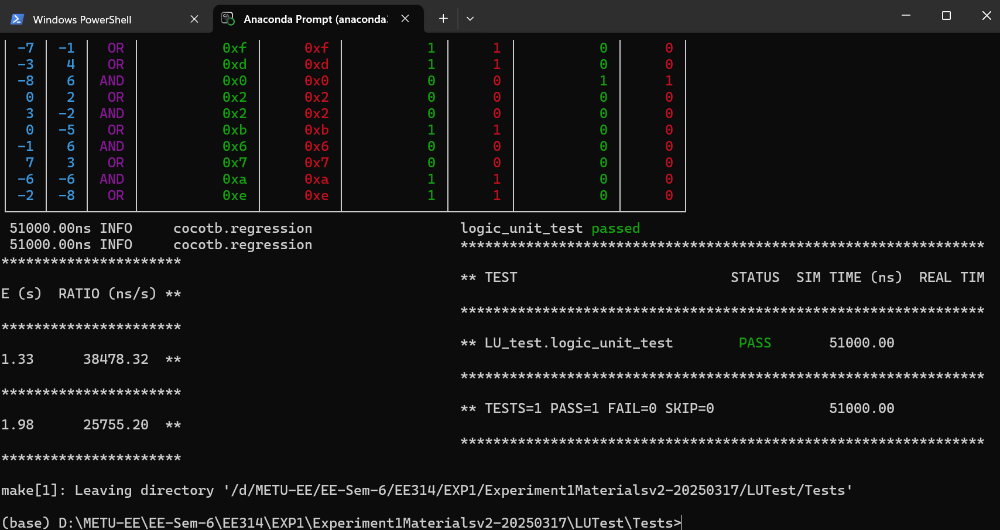 Windows PowerShell
Anaconda Prompt (anaconda
-7 -1 OR 0xf 0xf 1 1 0 0
-3 4 OR 0xd 0xd 1 1 0 0
-8 6 AND 0x0 0x0 0 0 1 1
0 2 OR 0x2 0x2 0 0 0 0
3 -2 AND 0x2 0x2 0 0 0 0
0 -5 OR 0xb 0xb 1 1 0 0
-1 6 AND 0x6 0x6 0 0 0 0
7 3 OR 0x7 0x7 0 0 0 0
-6 -6 AND 0xa 0xa 1 1 0 0
-2 -8 OR 0xe 0xe 1 1 0 0
51000.00ns INFO cocotb.regression logic_unit_test passed
51000.00ns INFO cocotb.regression ****************************************************************
**********************
** TEST STATUS SIM TIME (ns) REAL TIM
E (s) RATIO (ns/s) **
****************************************************************
**********************
** LU_test.logic_unit_test PASS 51000.00
1.33 38478.32 **
****************************************************************
**********************
** TESTS=1 PASS=1 FAIL=0 SKIP=0 51000.00
1.98 25755.20 **
****************************************************************
**********************
make[1]: Leaving directory '/d/METU-EE/EE-Sem-6/EE314/EXP1/Experiment1Materialsv2-20250317/LUTest/Tests'
(base) D:\METU-EE\EE-Sem-6\EE314\EXP1\Experiment1Materialsv2-20250317\LUTest\Tests>